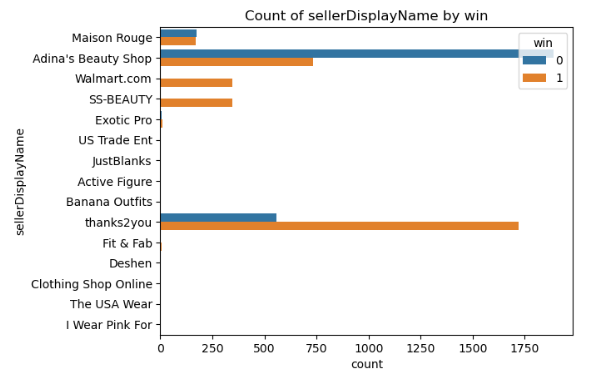 Count of sellerDisplayName by win
Maison Rouge
Adina's Beauty Shop
Walmart.com
SS-BEAUTY
Exotic Pro
US Trade Ent
JustBlanks
Active Figure
Banana Outfits
thanks2you
Fit & Fab
Deshen
Clothing Shop Online
The USA Wear
I Wear Pink For
sellerDisplayName
win
0
1
0 250 500 750 1000 1250 1500 1750
count